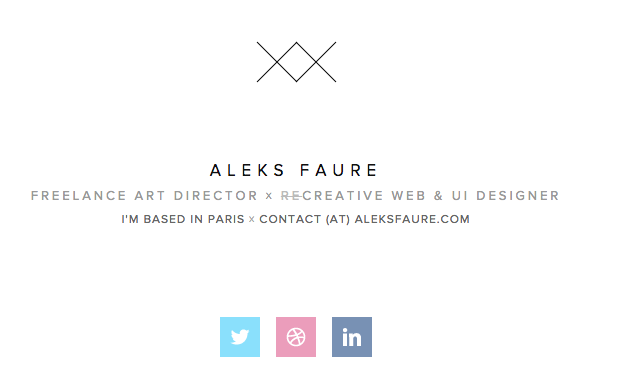 ALEKS FAURE
FREELANCE ART DIRECTOR x RECREATIVE WEB & UI DESIGNER
I'M BASED IN PARIS x CONTACT (AT) ALEKSFAURE.COM
in